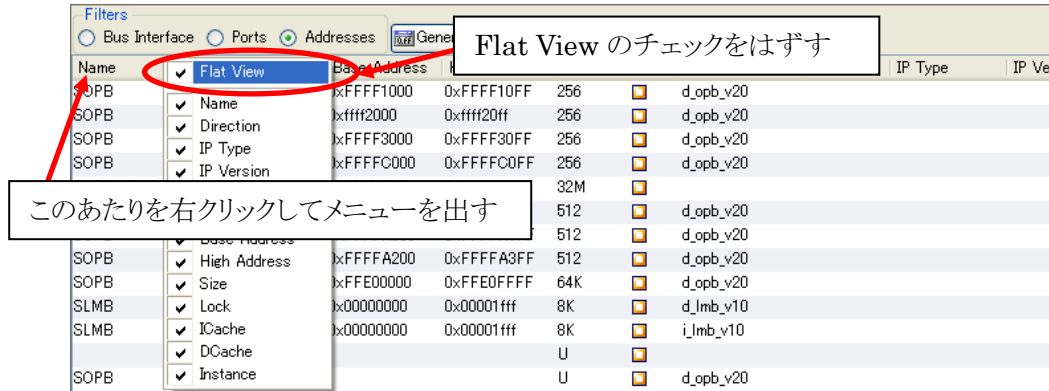 Filters
Bus Interface Ports Addresses Gene
Flat View のチェックをはずす
Name Flat View Base Address IP Type IP Ve
SOPB 0xFFFF1000 0xFFFF10FF 256 d_opb_v20
Name
SOPB 0xffff2000 0xffff20ff 256 d_opb_v20
Direction
SOPB 0xFFFF3000 0xFFFF30FF 256 d_opb_v20
IP Type
SOPB 0xFFFFC000 0xFFFFC0FF 256 d_opb_v20
IP Version
32M
このあたりを右クリックしてメニューを出す
512 d_opb_v20
Base Address 512 d_opb_v20
SOPB High Address 0xFFFFA200 0xFFFFA3FF 512 d_opb_v20
SOPB Size 0xFFE00000 0xFFE0FFFF 64K d_opb_v20
SLMB Lock 0x00000000 0x00001fff 8K d_lmb_v10
SLMB ICache 0x00000000 0x00001fff 8K i_lmb_v10
DCache U
SOPB Instance U d_opb_v20